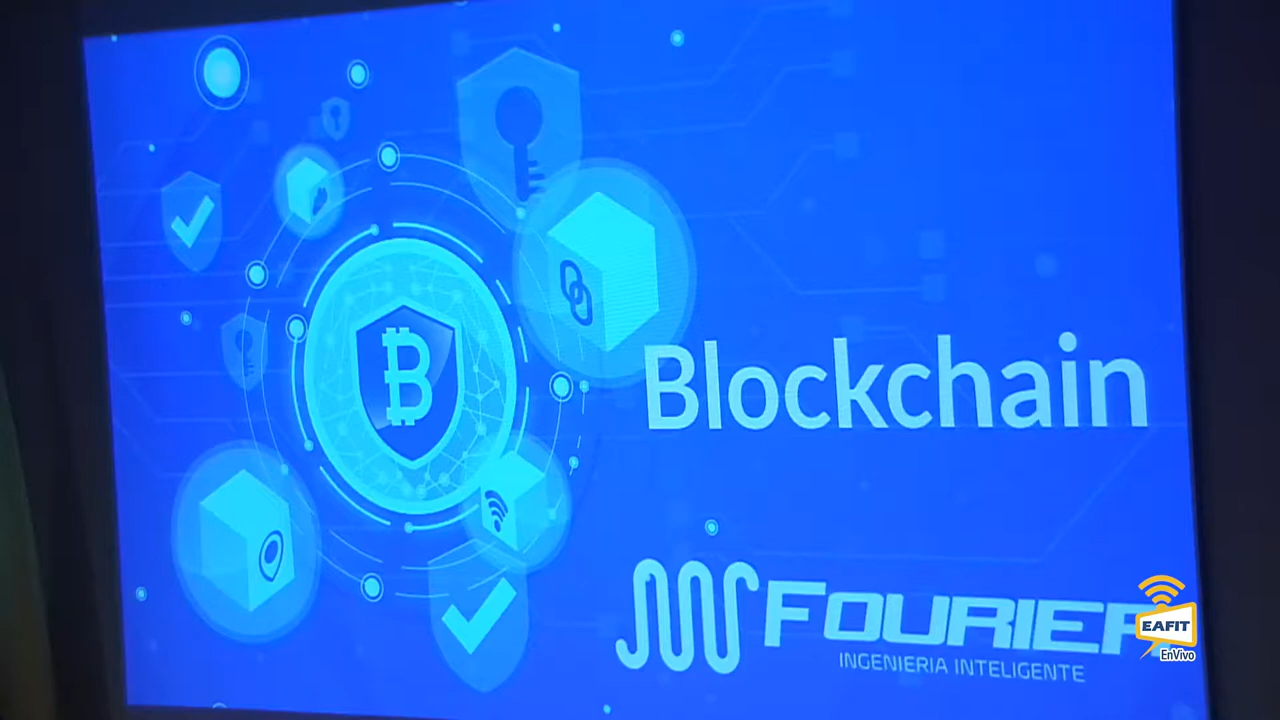 Blockchain
FOURIER
INGENIERIA INTELIGENTE
EAFIT
EnVivo